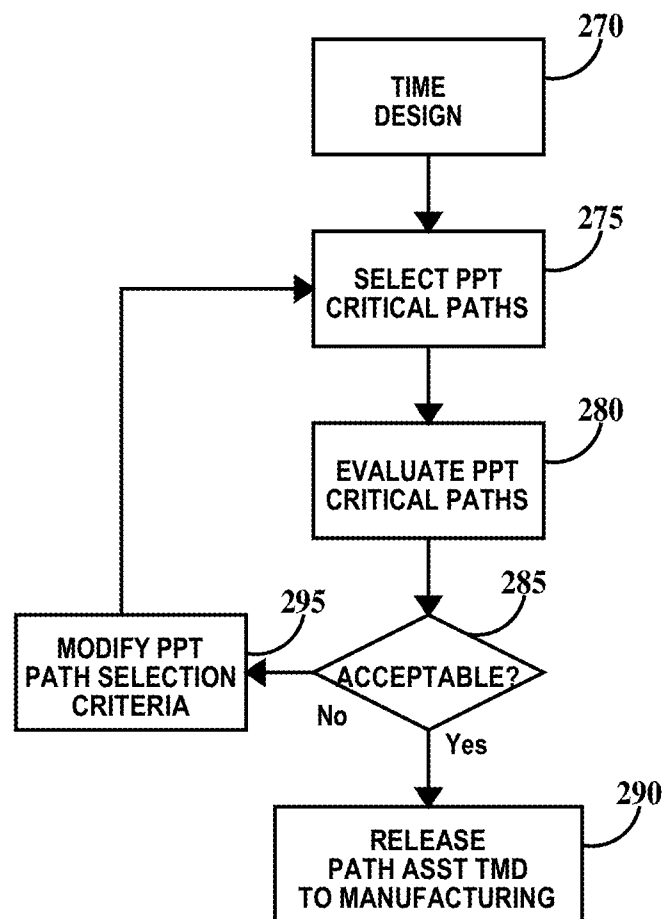 270
TIME
DESIGN
275
SELECT PPT
CRITICAL PATHS
280
EVALUATE PPT
CRITICAL PATHS
285
ACCEPTABLE?
No
Yes
295
MODIFY PPT
PATH SELECTION
CRITERIA
290
RELEASE
PATH ASST TMD
TO MANUFACTURING